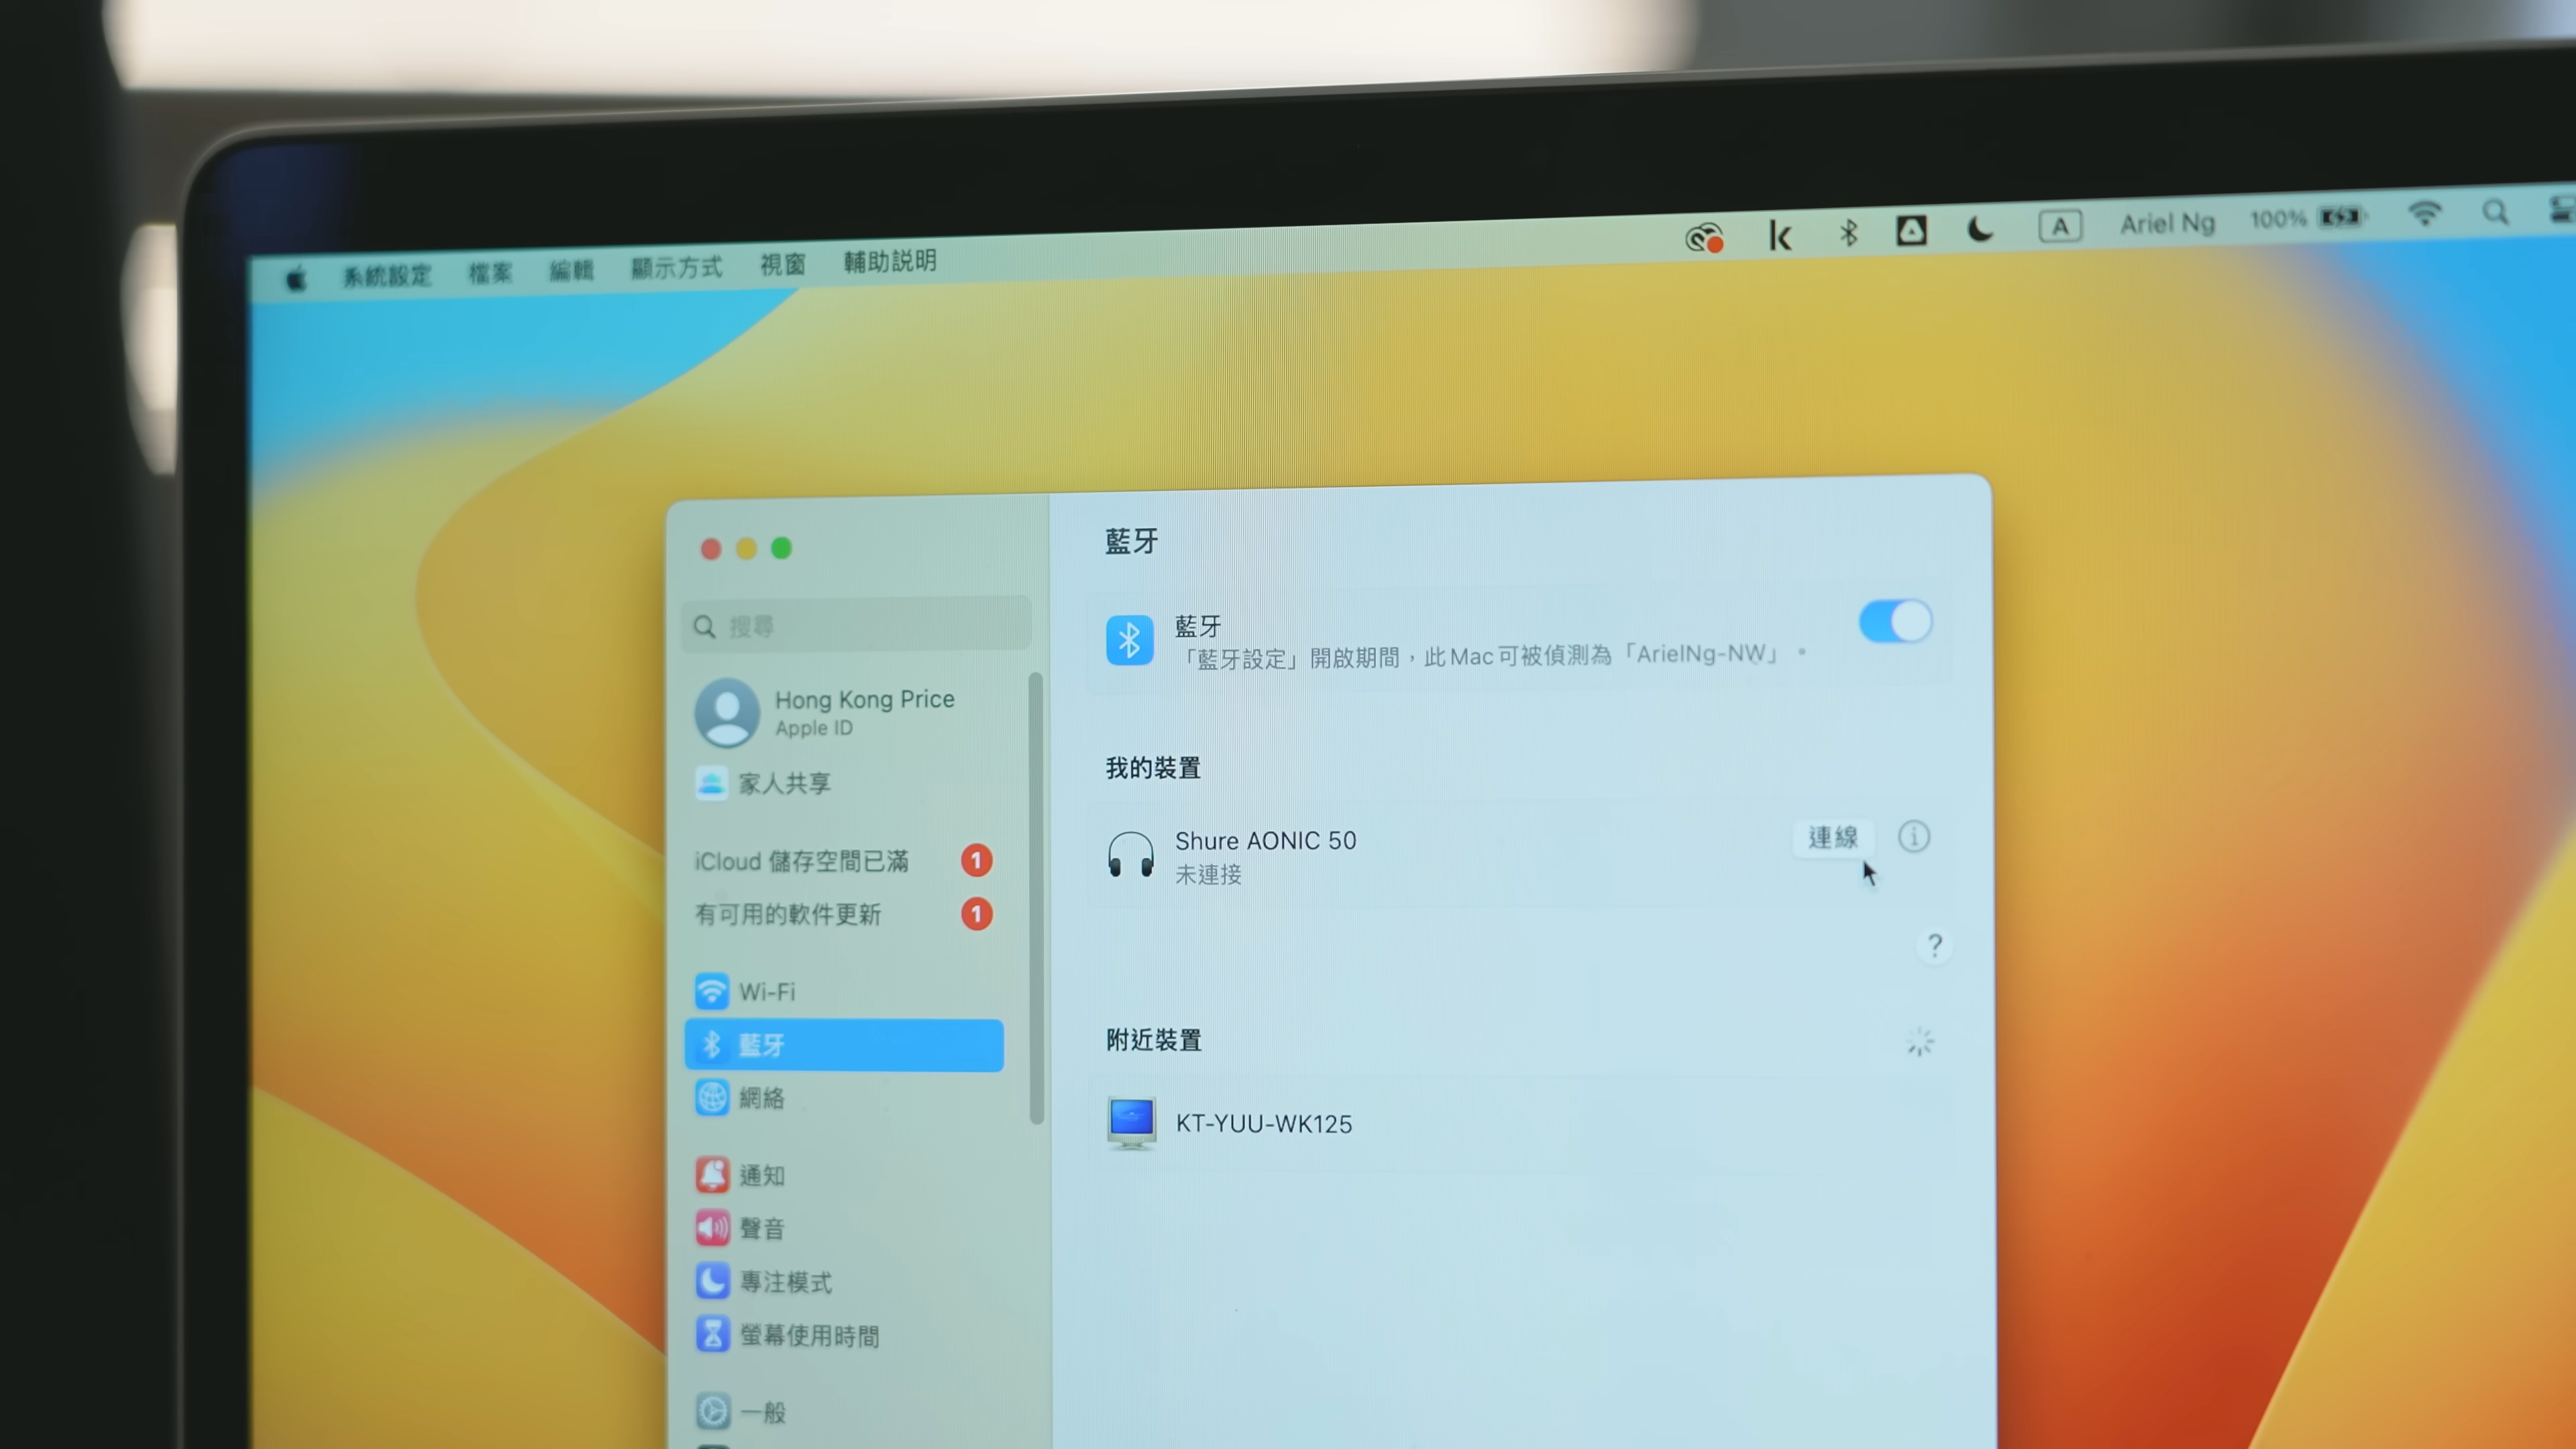 系統設定 檔案 編輯 顯示方式 視窗 輔助説明 A Ariel Ng 100%
搜尋
Hong Kong Price
Apple ID
家人共享
iCloud 儲存空間已滿 1
有可用的軟件更新 1
Wi-Fi
藍牙
網絡
通知
聲音
專注模式
螢幕使用時間
一般
藍牙
藍牙
「藍牙設定」開啟期間，此 Mac 可被偵測為「ArielNg-NW」。
我的裝置
Shure AONIC 50
未連接
連線
?
附近裝置
KT-YUU-WK125